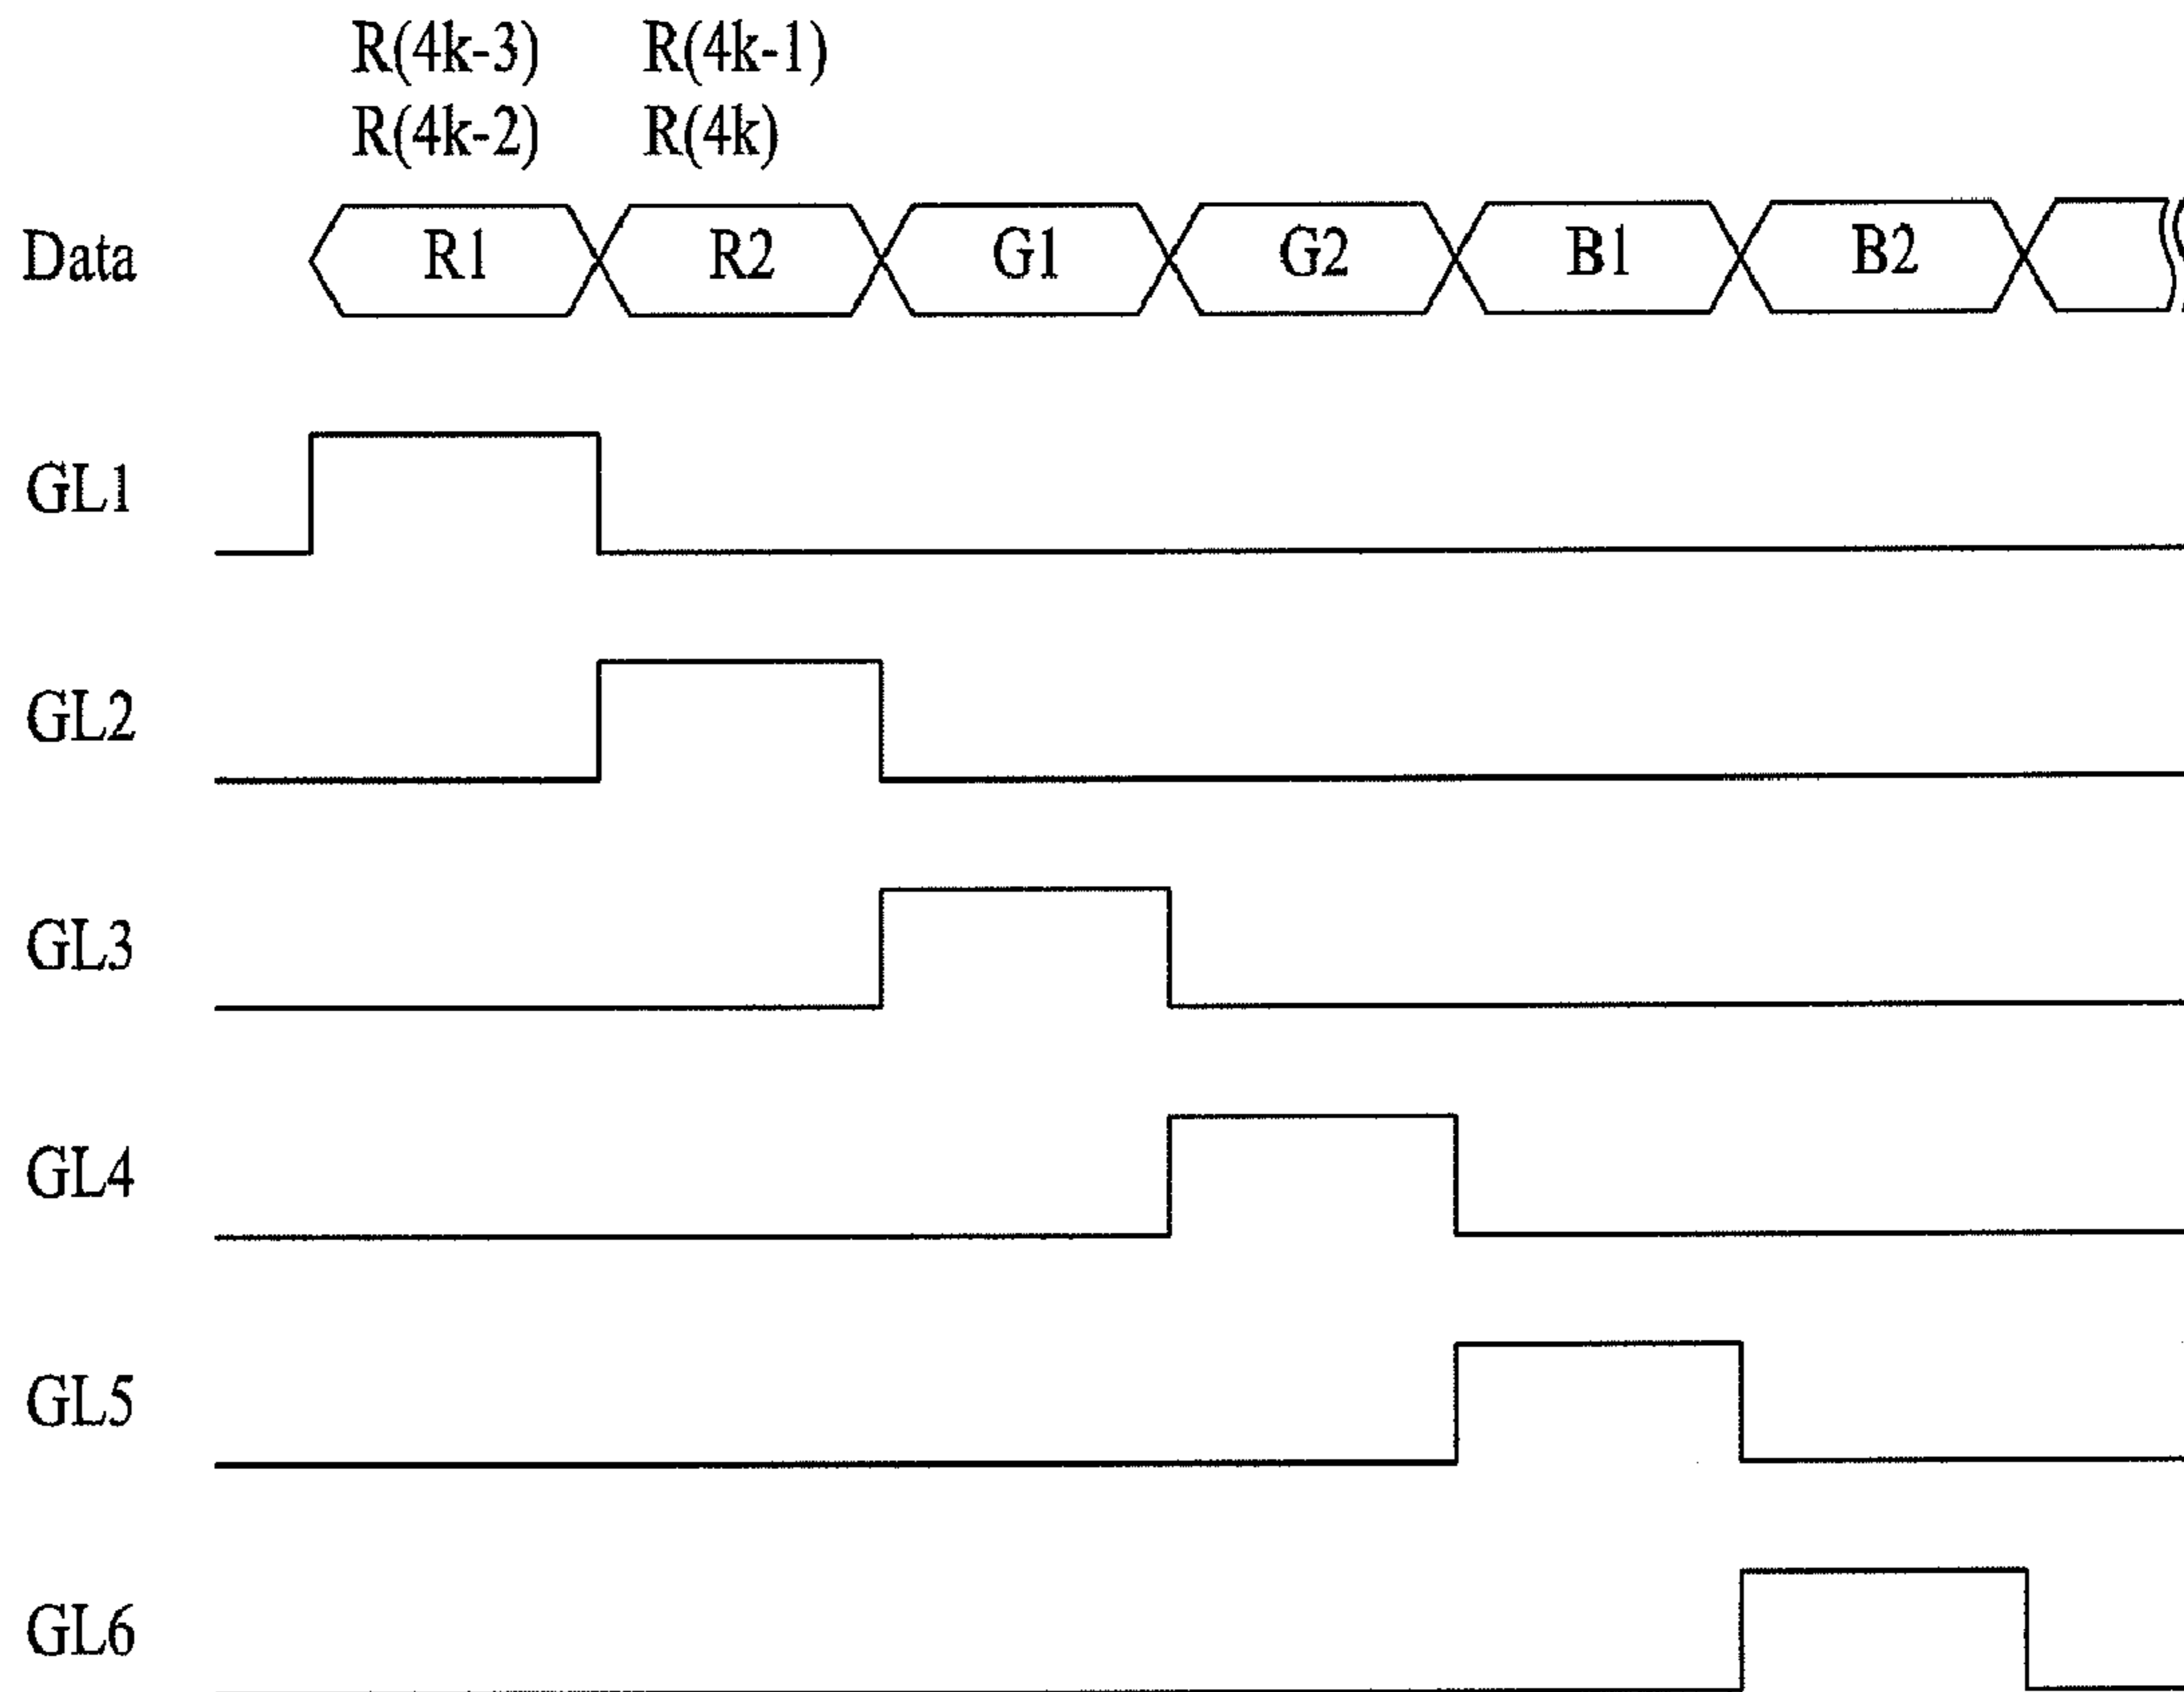 R(4k-3) R(4k-1)
R(4k-2) R(4k)
Data R1 R2 G1 G2 B1 B2
GL1
GL2
GL3
GL4
GL5
GL6